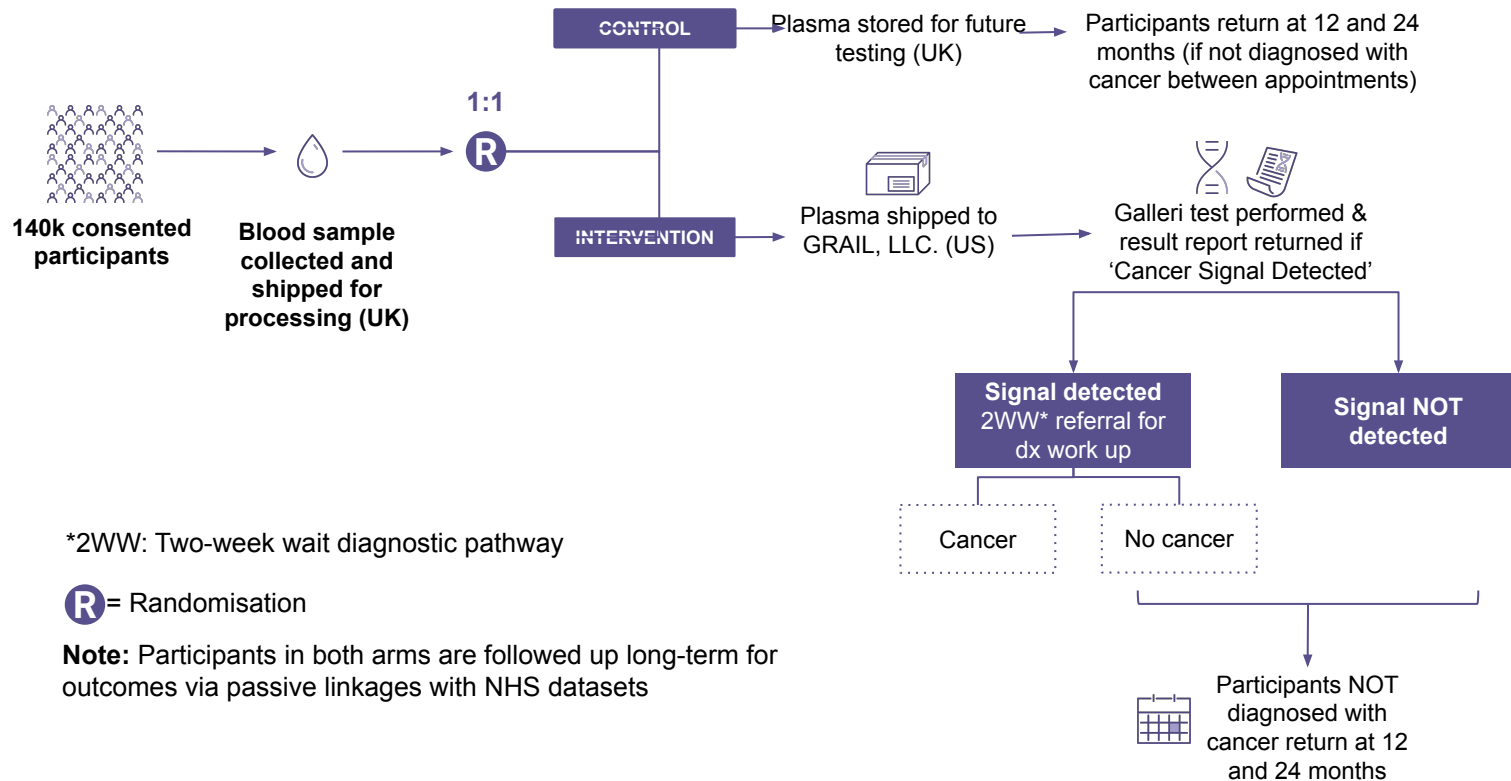 CONTROL
Plasma stored for future
testing (UK)
Participants return at 12 and 24
months (if not diagnosed with
cancer between appointments)
1:1
R
140k consented
participants
Blood sample
collected and
shipped for
processing (UK)
INTERVENTION
Plasma shipped to
GRAIL, LLC. (US)
Galleri test performed &
result report returned if
‘Cancer Signal Detected’
Signal detected
2WW* referral for
dx work up
Signal NOT
detected
Cancer
No cancer
*2WW: Two-week wait diagnostic pathway
R = Randomisation
Note: Participants in both arms are followed up long-term for
outcomes via passive linkages with NHS datasets
Participants NOT
diagnosed with
cancer return at 12
and 24 months